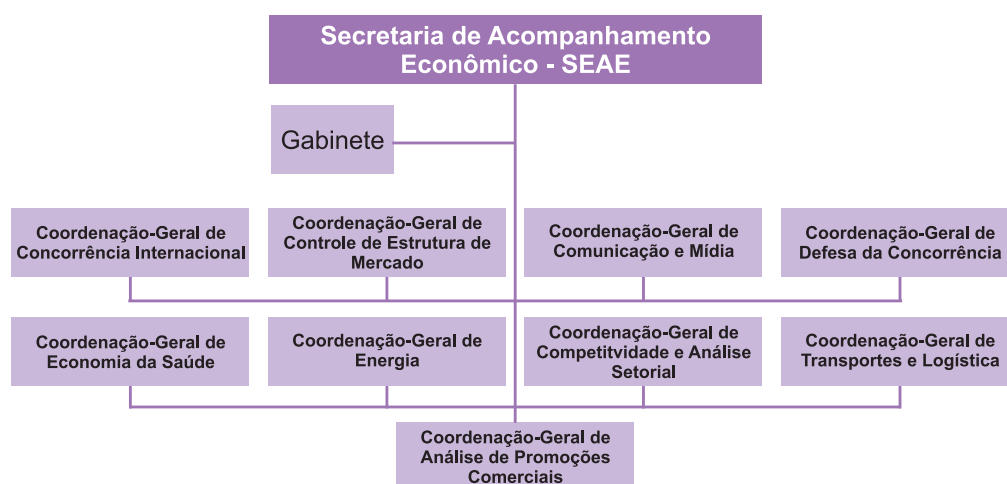 Secretaria de Acompanhamento
Econômico - SEAE
Gabinete
Coordenação-Geral de
Concorrência Internacional
Coordenação-Geral de
Controle de Estrutura de
Mercado
Coordenação-Geral de
Comunicação e Mídia
Coordenação-Geral de
Defesa da Concorrência
Coordenação-Geral de
Economia da Saúde
Coordenação-Geral de
Energia
Coordenação-Geral de
Competitvidade e Análise
Setorial
Coordenação-Geral de
Transportes e Logística
Coordenação-Geral de
Análise de Promoções
Comerciais